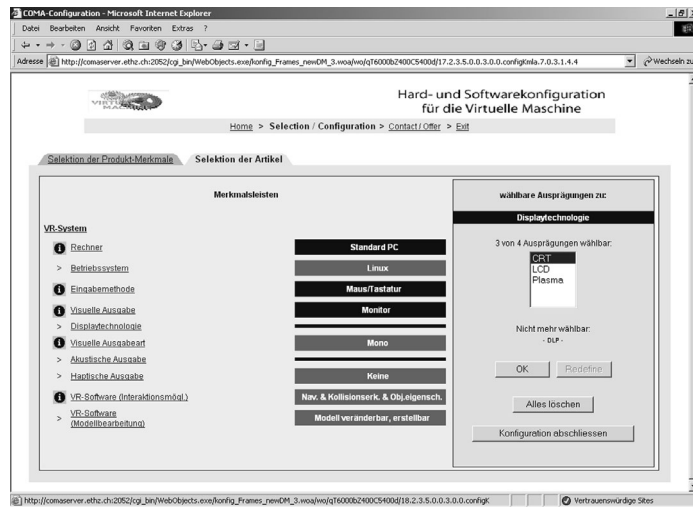 COMA-Configuration - Microsoft Internet Explorer
Datei Bearbeiten Ansicht Favoriten Extras ?
Adresse http://comaserver.ethz.ch:2052/cgi_bin/WebObjects.exe/konfig_Frames_newDM_3.woa/wo/qT6000bZ400C5400d/17.2.3.5.0.0.3.0.0.configKmla.7.0.3.1.4.4 Wechseln zu
VIRTUELLE MASCHINE
Hard- und Softwarekonfiguration
für die Virtuelle Maschine
Home > Selection / Configuration > Contact / Offer > Exit
Selektion der Produkt-Merkmale Selektion der Artikel
Merkmalsleisten
VR-System
Rechner Standard PC
> Betriebssystem Linux
Eingabemethode Maus/Tastatur
Visuelle Ausgabe Monitor
> Displaytechnologie
Visuelle Ausgabeart Mono
> Akustische Ausgabe
> Haptische Ausgabe Keine
VR-Software (Interaktionsmögl.) Nav. & Kollisionserk. & Obj.eigensch.
> VR-Software
(Modellbearbeitung) Modell veränderbar, erstellbar
wählbare Ausprägungen zu:
Displaytechnologie
3 von 4 Ausprägungen wählbar:
CRT
LCD
Plasma
Nicht mehr wählbar:
- DLP -
OK Redefine
Alles löschen
Konfiguration abschliessen
http://comaserver.ethz.ch:2052/cgi_bin/WebObjects.exe/konfig_Frames_newDM_3.woa/wo/qT6000bZ400C5400d/18.2.3.5.0.0.3.0.0.configK Vertrauenswürdige Sites